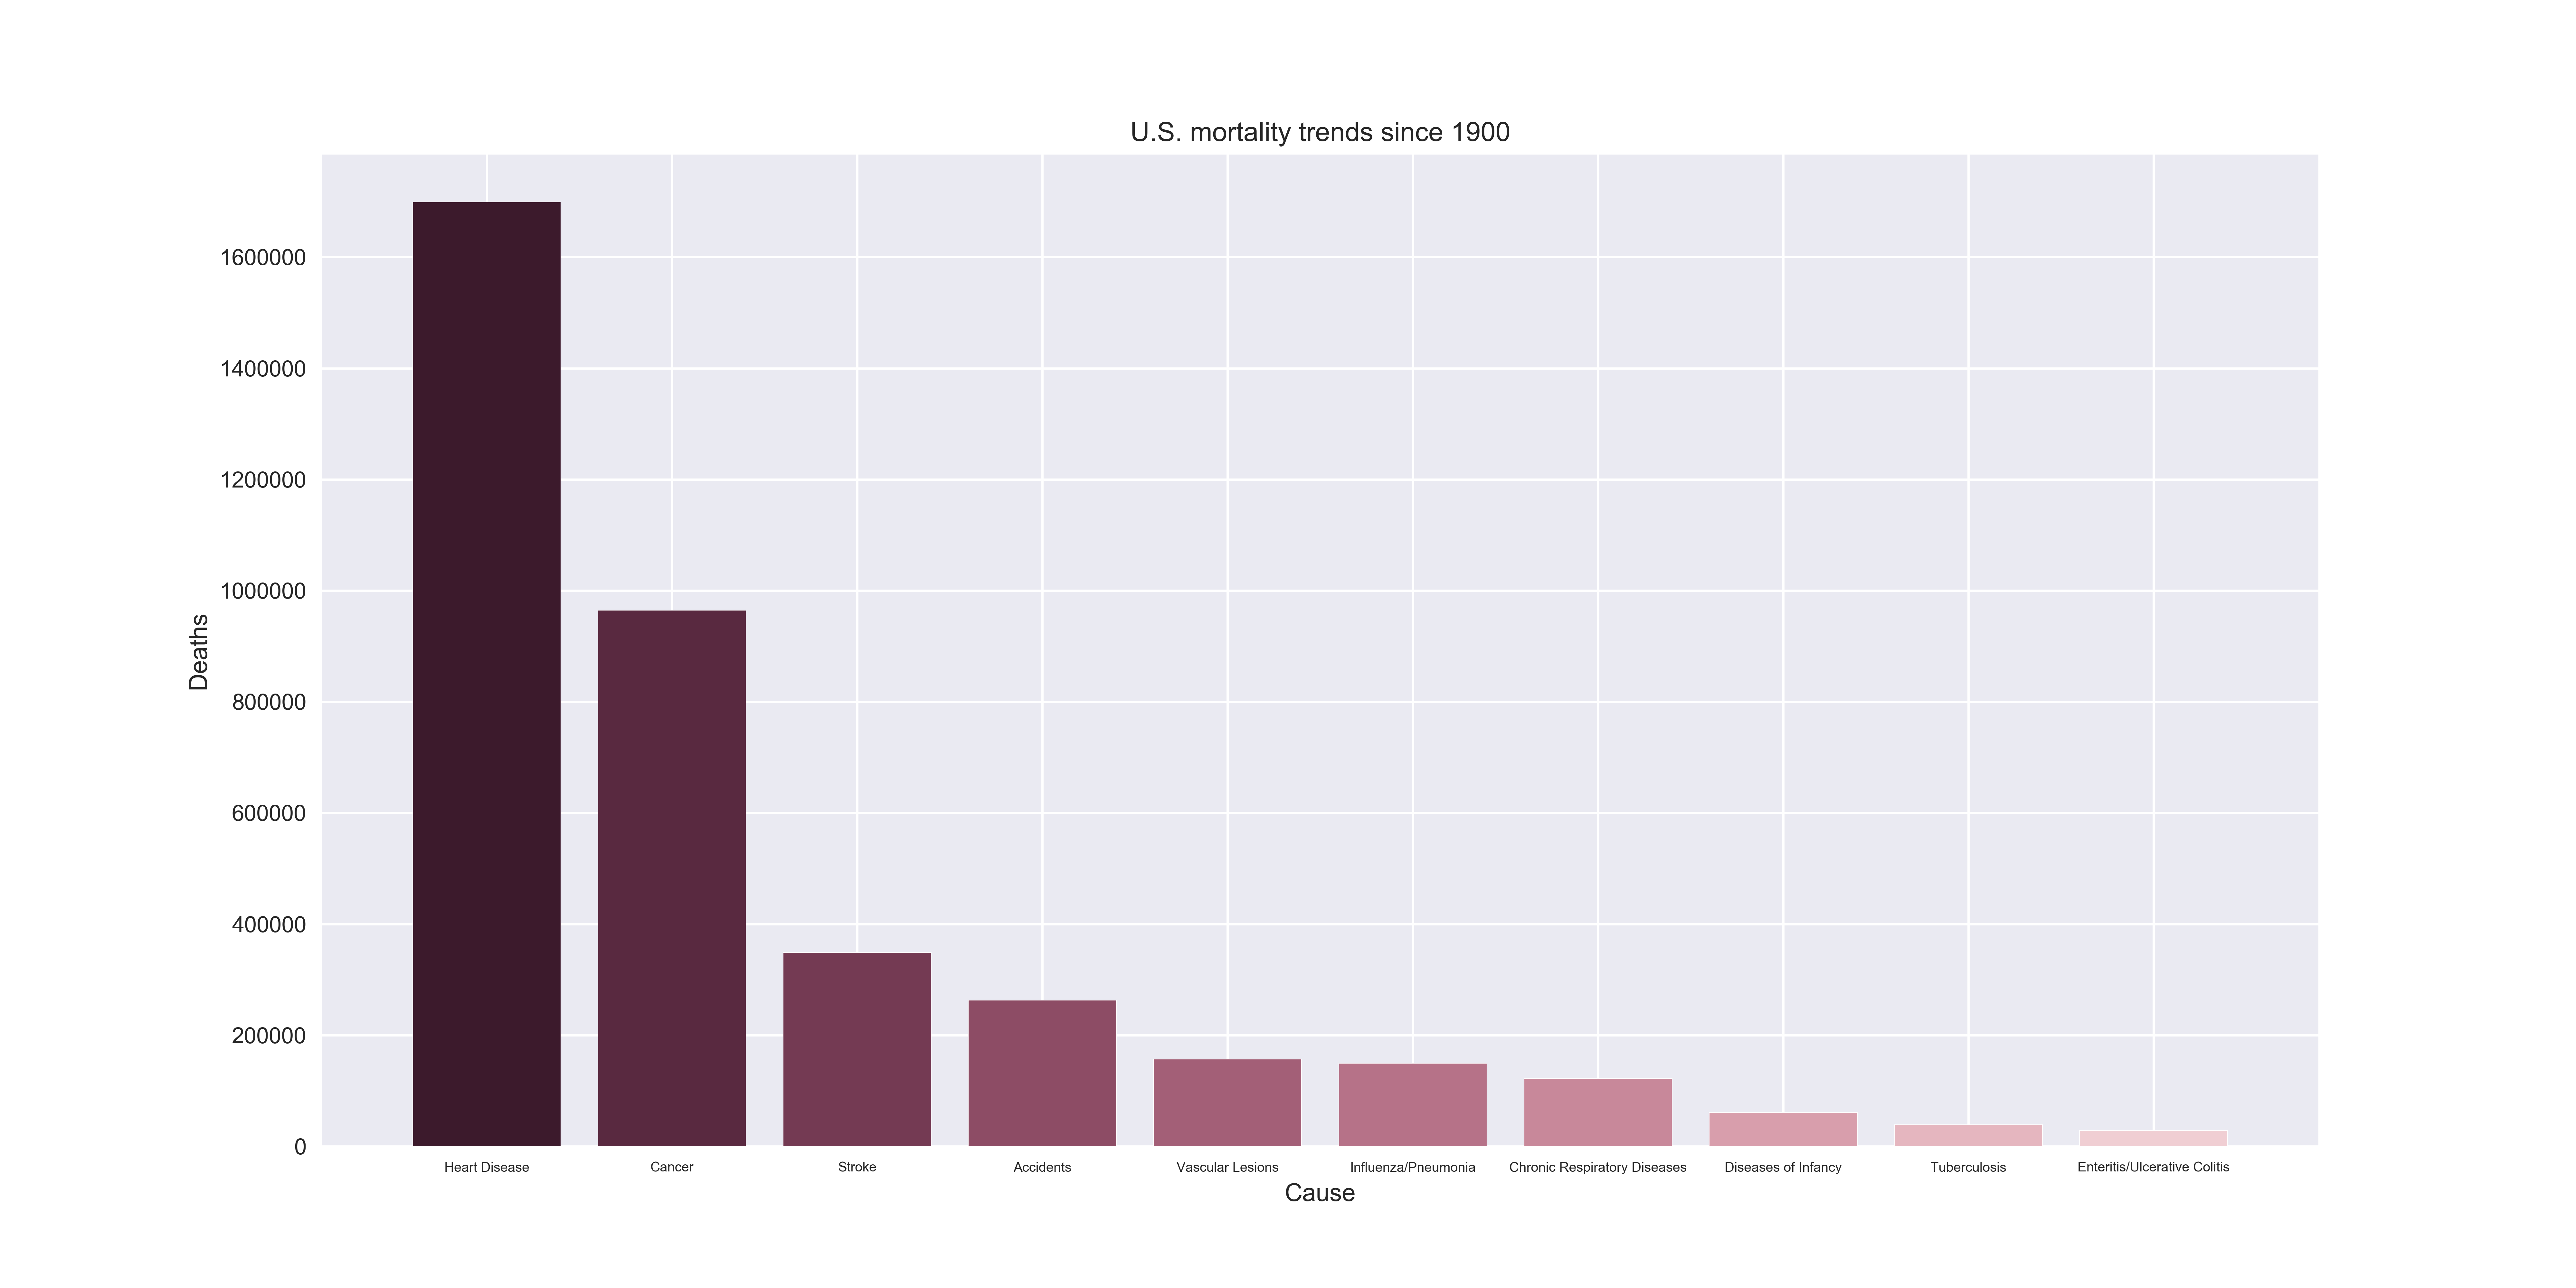 U.S. mortality trends since 1900
1600000
1400000
1200000
1000000
800000
600000
400000
200000
0
Deaths
Heart Disease Cancer Stroke Accidents Vascular Lesions Influenza/Pneumonia Chronic Respiratory Diseases Diseases of Infancy Tuberculosis Enteritis/Ulcerative Colitis
Cause